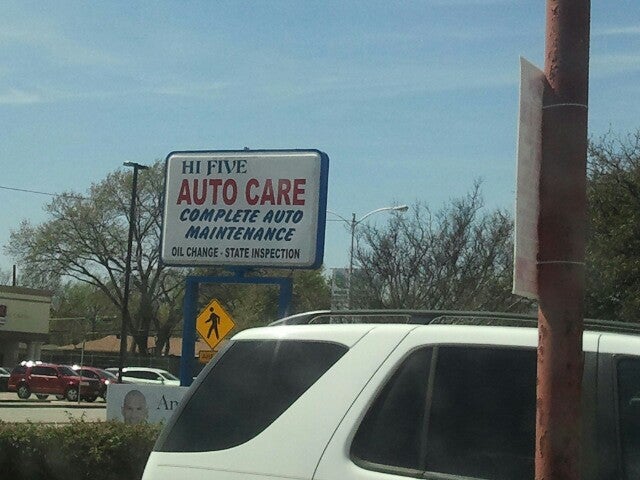 HI FIVE
AUTO CARE
COMPLETE AUTO
MAINTENANCE
OIL CHANGE - STATE INSPECTION